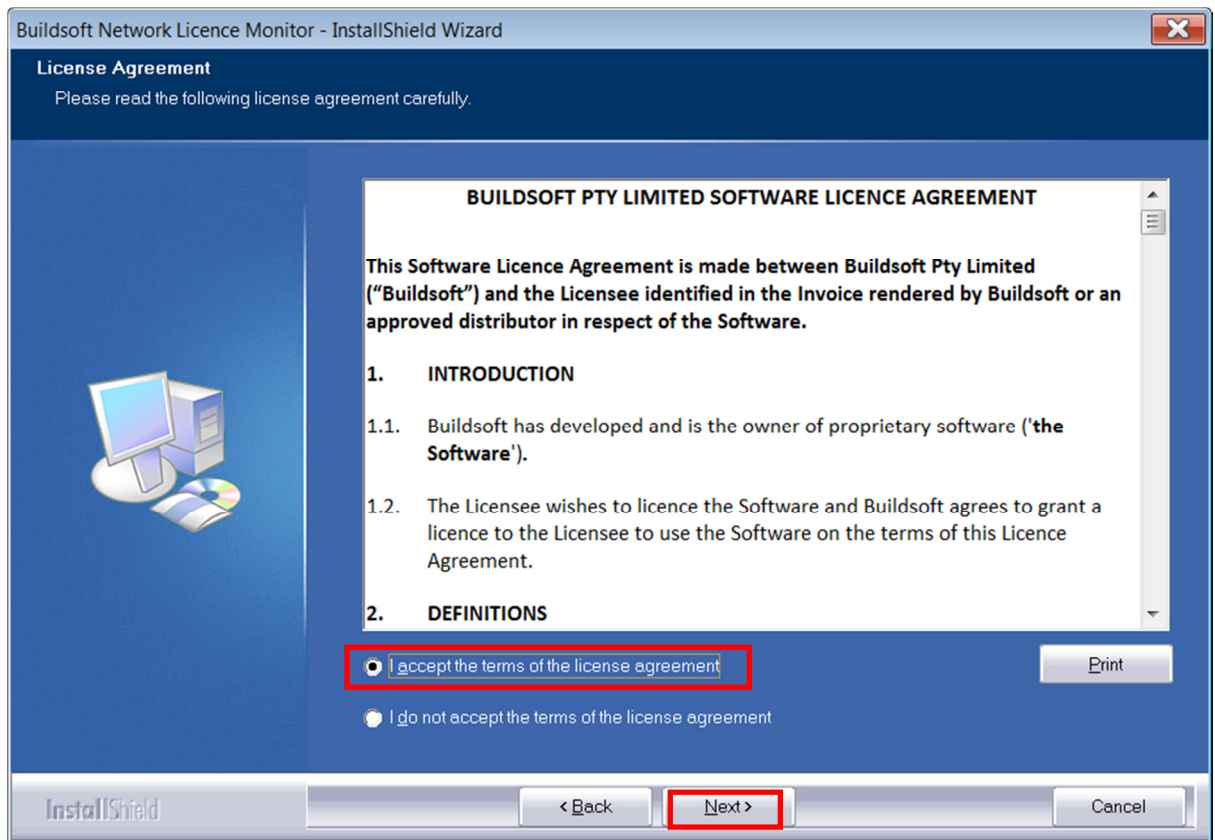 Buildsoft Network Licence Monitor - InstallShield Wizard
License Agreement
Please read the following license agreement carefully.
BUILDSOFT PTY LIMITED SOFTWARE LICENCE AGREEMENT
This Software Licence Agreement is made between Buildsoft Pty Limited
(“Buildsoft”) and the Licensee identified in the Invoice rendered by Buildsoft or an
approved distributor in respect of the Software.
1. INTRODUCTION
1.1. Buildsoft has developed and is the owner of proprietary software ('the
Software').
1.2. The Licensee wishes to licence the Software and Buildsoft agrees to grant a
licence to the Licensee to use the Software on the terms of this Licence
Agreement.
2. DEFINITIONS
I accept the terms of the license agreement
Print
I do not accept the terms of the license agreement
InstallShield
< Back
Next >
Cancel